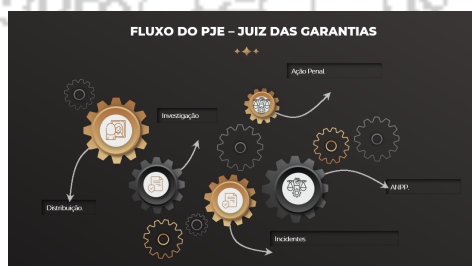 FLUXO DO PJE – JUIZ DAS GARANTIAS
Ação Penal.
Investigação
ANPP.
Distribuição.
Incidentes